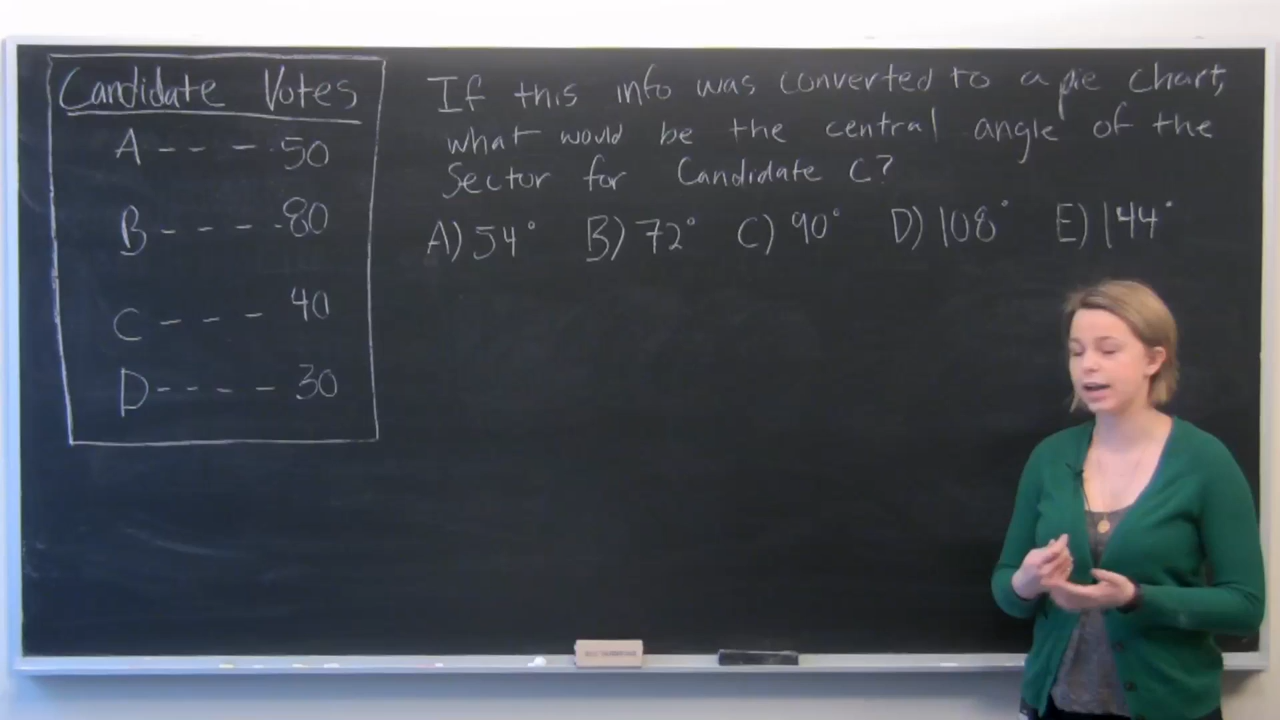 Candidate Votes
A --- - 50
B ---- - 80
C --- 40
D ---- - 30
If this info was converted to a pie chart,
what would be the central angle of the
Sector for Candidate C?
A) 54° B) 72° C) 90° D) 108° E) 144°